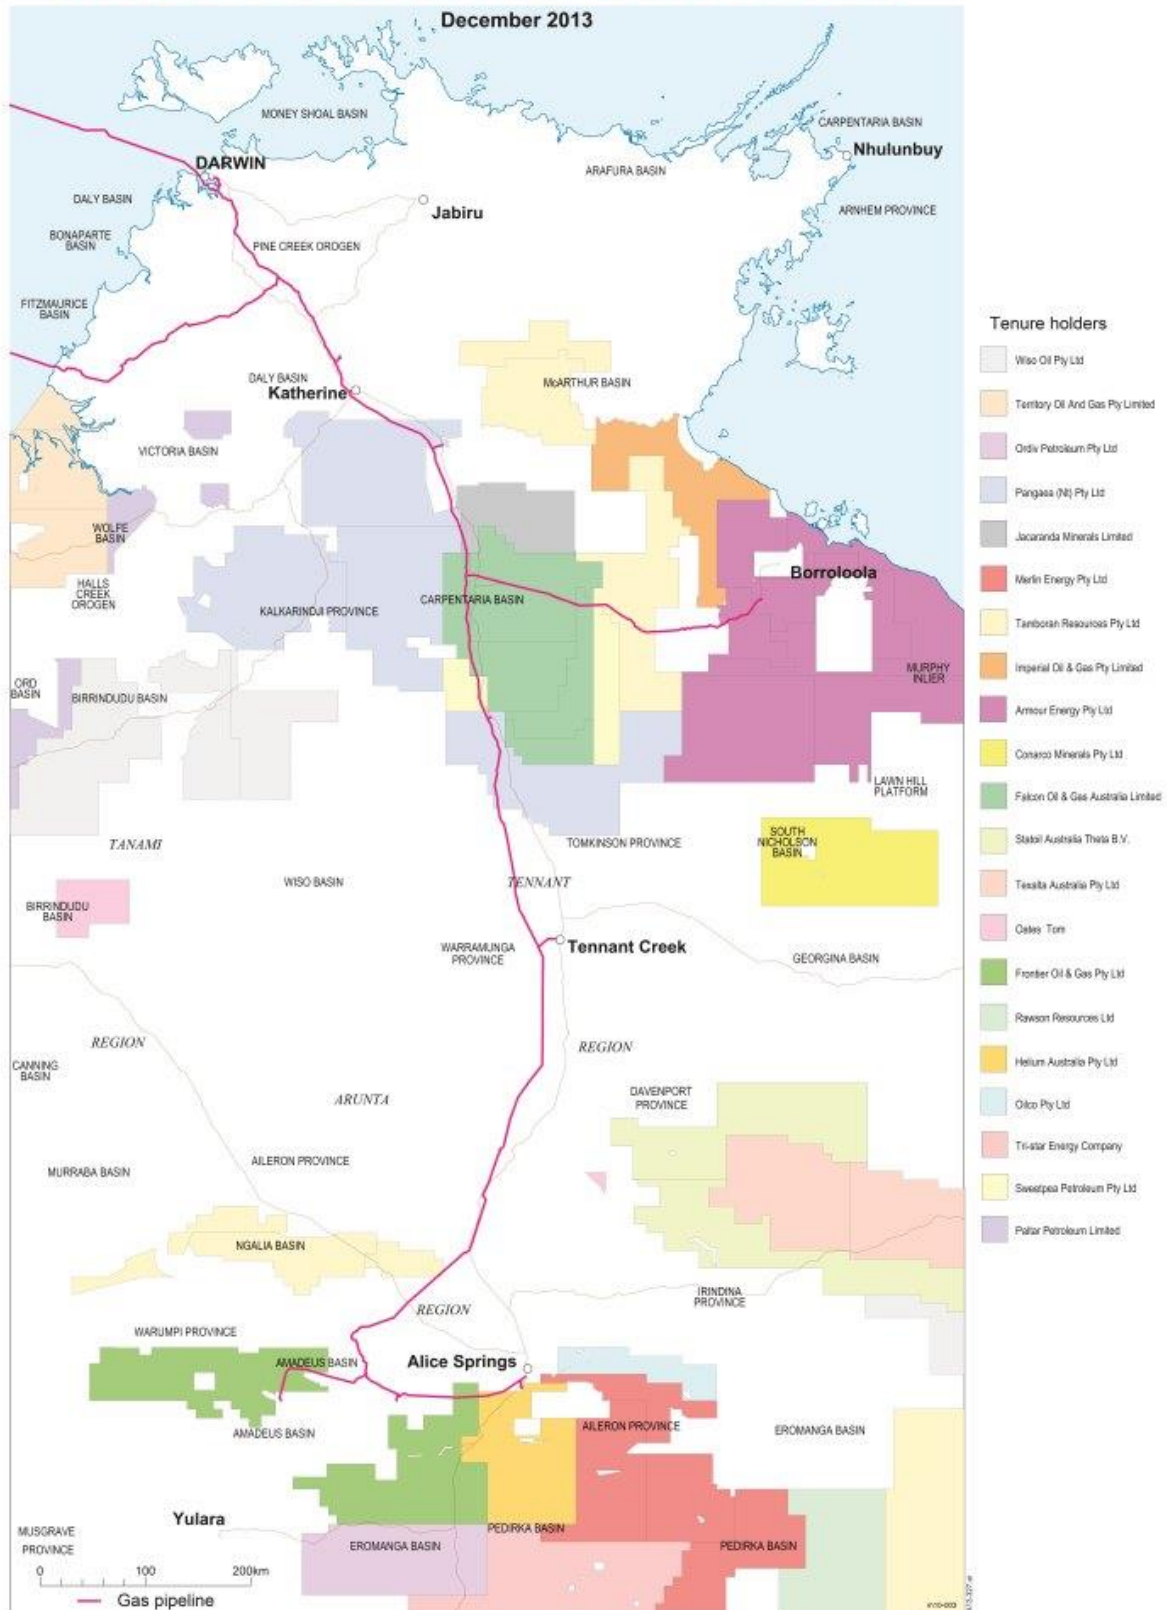 December 2013
MONEY SHOAL BASIN
CARPENTARIA BASIN
Nhulunbuy
DARWIN
ARAFURA BASIN
DALY BASIN
Jabiru
ARNHEM PROVINCE
BONAPARTE
BASIN
PINE CREEK OROGEN
FITZMAURICE
BASIN
DALY BASIN
Katherine
McARTHUR BASIN
VICTORIA BASIN
WOLFE
BASIN
HALLS
CREEK
OROGEN
KALKARINDJI PROVINCE
CARPENTARIA BASIN
Borroloola
MURPHY
INLIER
ORD
BASIN
BIRRINDUDU BASIN
LAWN HILL
PLATFORM
TANAMI
TOMKINSON PROVINCE
SOUTH
NICHOLSON
BASIN
WISO BASIN
TENNANT
BIRRINDUDU
BASIN
WARRAMUNGA
PROVINCE
Tennant Creek
GEORGINA BASIN
REGION
REGION
CANNING
BASIN
ARUNTA
DAVENPORT
PROVINCE
MURRABA BASIN
AILERON PROVINCE
NGALIA BASIN
REGION
IRINDINA
PROVINCE
WARUMPI PROVINCE
AMADEUS BASIN
Alice Springs
AMADEUS BASIN
AILERON PROVINCE
EROMANGA BASIN
Yulara
MUSGRAVE
PROVINCE
EROMANGA BASIN
PEDIRKA BASIN
PEDIRKA BASIN
0 100 200km
Gas pipeline
Tenure holders
Wiso Oil Pty Ltd
Territory Oil And Gas Pty Limited
Ordiv Petroleum Pty Ltd
Pangaea (Nt) Pty Ltd
Jacaranda Minerals Limited
Merlin Energy Pty Ltd
Tamboran Resources Pty Ltd
Imperial Oil & Gas Pty Limited
Armour Energy Pty Ltd
Conarco Minerals Pty Ltd
Falcon Oil & Gas Australia Limited
Statoil Australia Theta B.V.
Texalta Australia Pty Ltd
Oates Tom
Frontier Oil & Gas Pty Ltd
Rawson Resources Ltd
Helium Australia Pty Ltd
Oilco Pty Ltd
Tri-star Energy Company
Sweetpea Petroleum Pty Ltd
Paltar Petroleum Limited